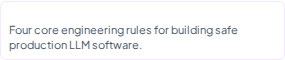 Four core engineering rules for building safe
production LLM software.